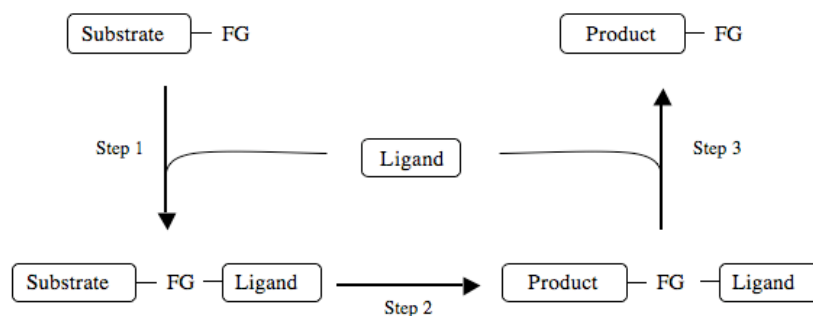 Substrate FG
Product FG
Step 1
Ligand
Step 3
Substrate FG Ligand
Step 2
Product FG Ligand